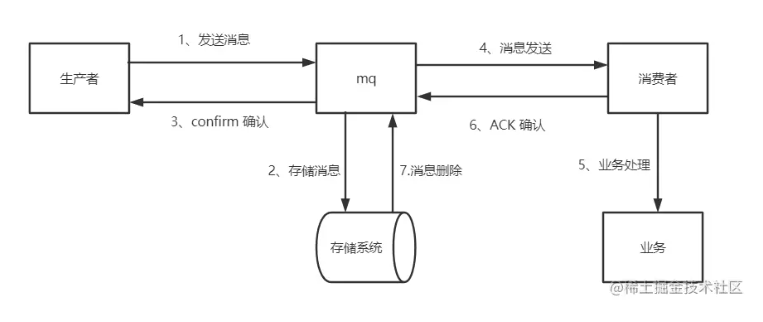 1、发送消息
4、消息发送
生产者
mq
消费者
3、confirm 确认
6、ACK 确认
2、存储消息
7.消息删除
5、业务处理
存储系统
业务
@稀土掘金技术社区